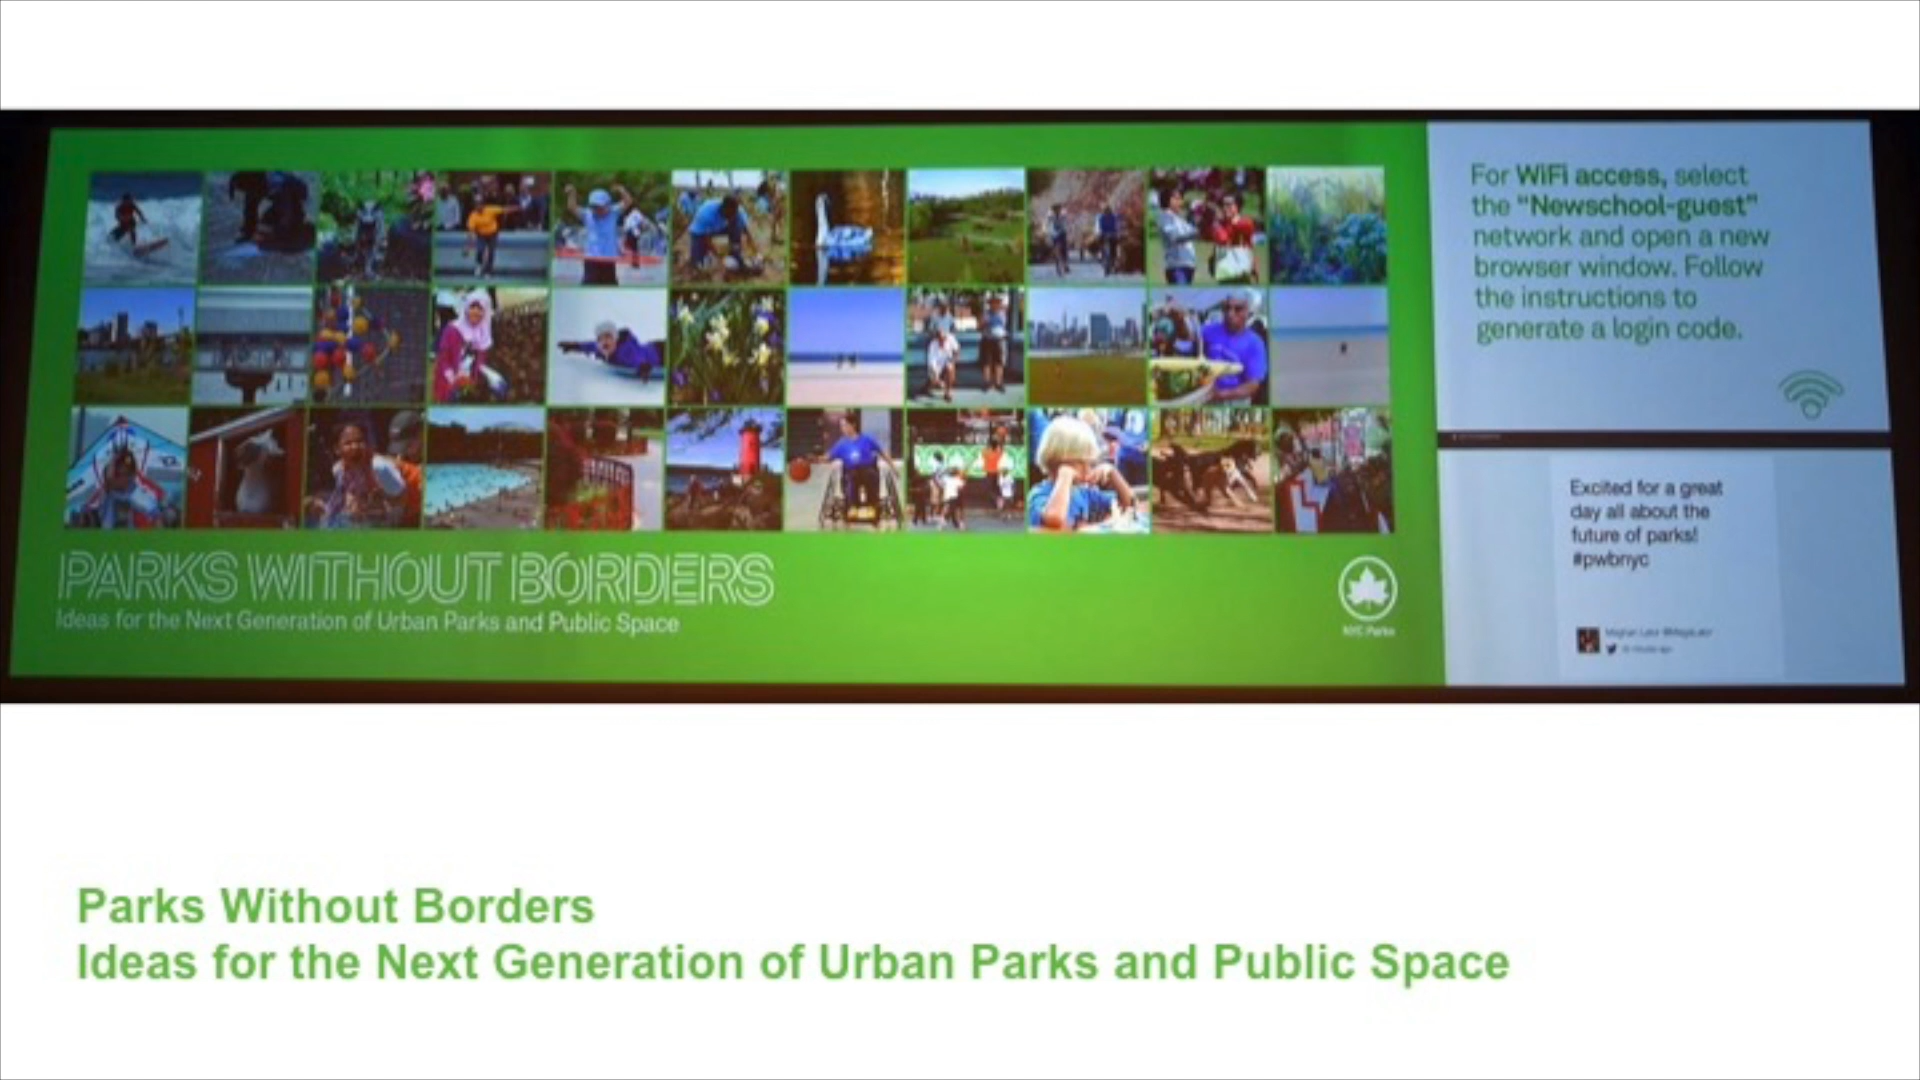 For WiFi access, select
the "Newschool-guest"
network and open a new
browser window. Follow
the instructions to
generate a login code.
Excited for a great
day all about the
future of parks!
#pwbnyc
PARKS WITHOUT BORDERS
Ideas for the Next Generation of Urban Parks and Public Space
NYC Parks
Parks Without Borders
Ideas for the Next Generation of Urban Parks and Public Space